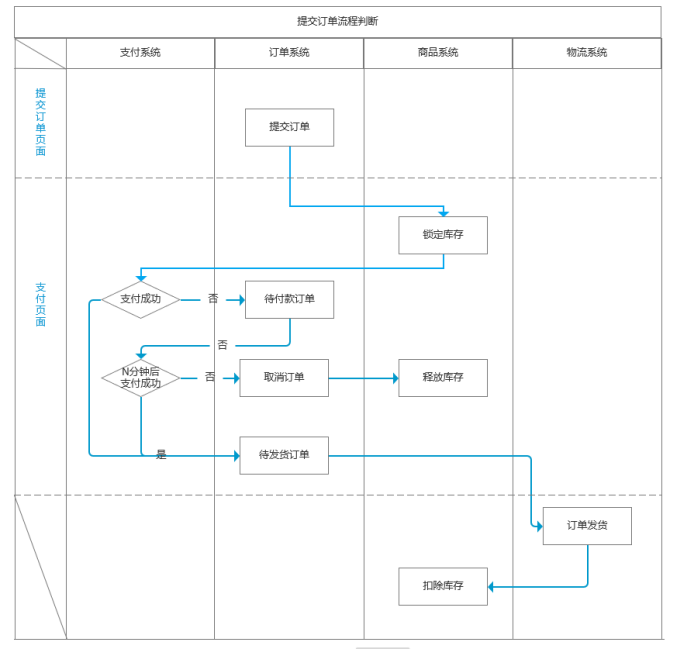 提交订单流程判断
支付系统
订单系统
商品系统
物流系统
提交订单页面
提交订单
锁定库存
支付页面
支付成功
否
待付款订单
否
N分钟后
支付成功
否
取消订单
释放库存
是
待发货订单
订单发货
扣除库存